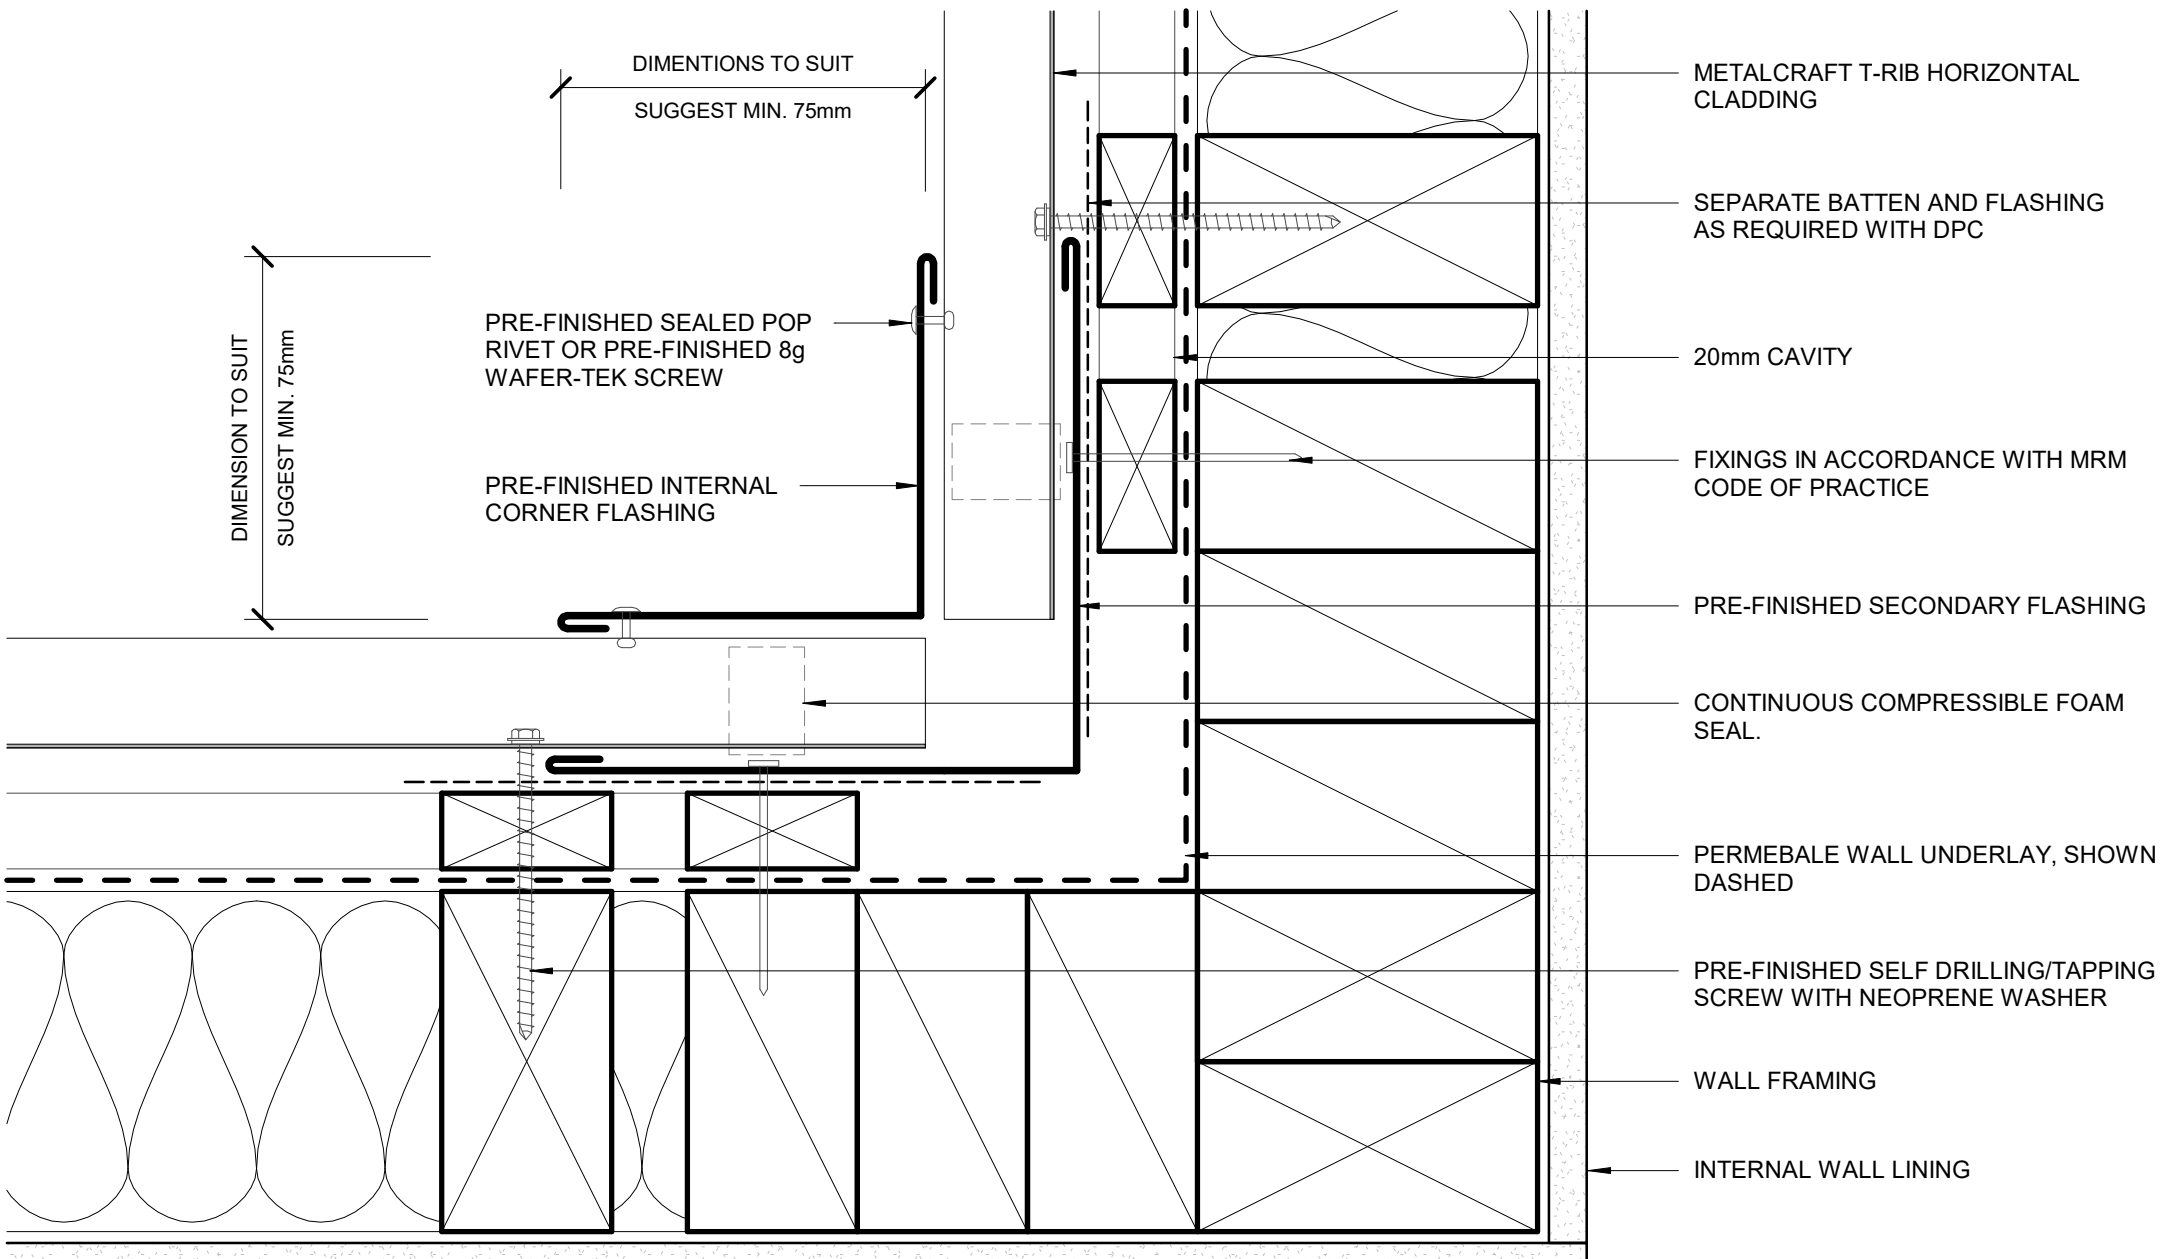 DIMENTIONS TO SUIT
SUGGEST MIN. 75mm
DIMENSION TO SUIT
SUGGEST MIN. 75mm
PRE-FINISHED SEALED POP
RIVET OR PRE-FINISHED 8g
WAFER-TEK SCREW
PRE-FINISHED INTERNAL
CORNER FLASHING
METALCRAFT T-RIB HORIZONTAL
CLADDING
SEPARATE BATTEN AND FLASHING
AS REQUIRED WITH DPC
20mm CAVITY
FIXINGS IN ACCORDANCE WITH MRM
CODE OF PRACTICE
PRE-FINISHED SECONDARY FLASHING
CONTINUOUS COMPRESSIBLE FOAM
SEAL.
PERMEBALE WALL UNDERLAY, SHOWN
DASHED
PRE-FINISHED SELF DRILLING/TAPPING
SCREW WITH NEOPRENE WASHER
WALL FRAMING
INTERNAL WALL LINING